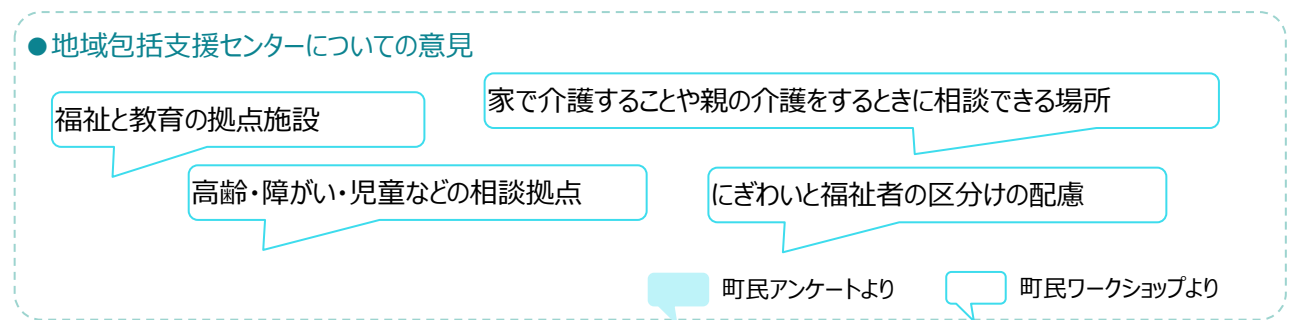 ●地域包括支援センターについての意見
家で介護することや親の介護をするときに相談できる場所
福祉と教育の拠点施設
高齢・障がい・児童などの相談拠点
にぎわいと福祉者の区分けの配慮
町民アンケートより
町民ワークショップより